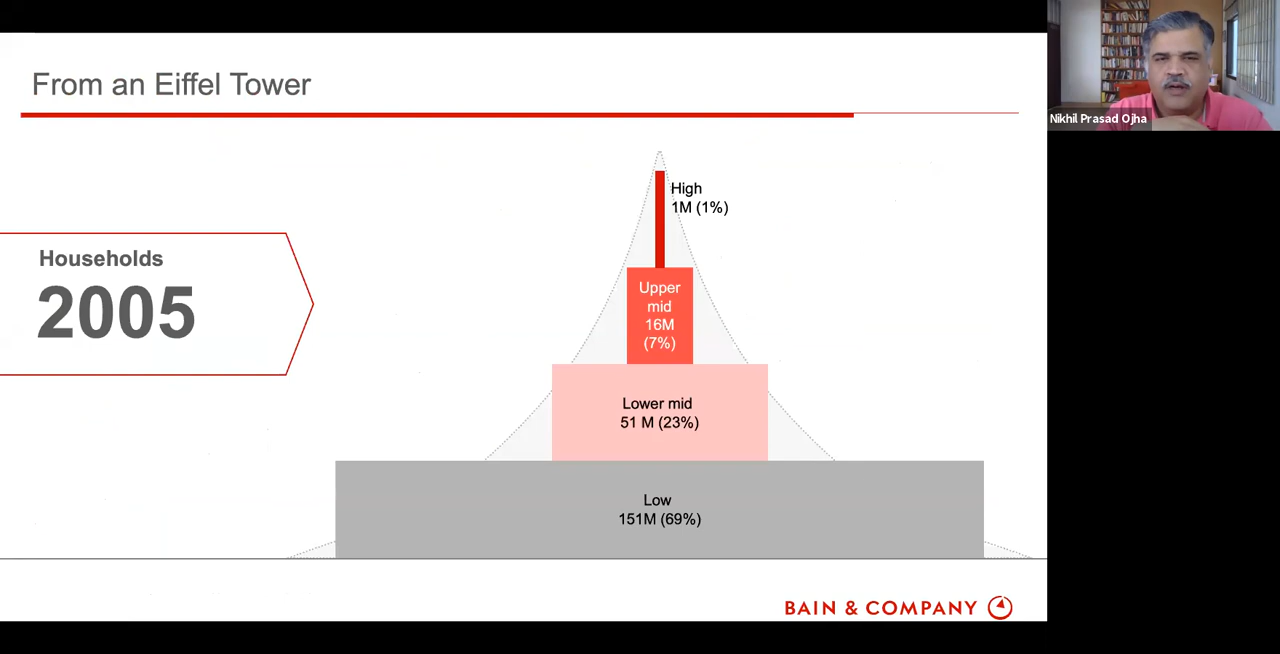 From an Eiffel Tower
Nikhil Prasad Ojha
High
1M (1%)
Households
2005
Upper
mid
16M
(7%)
Lower mid
51 M (23%)
Low
151M (69%)
BAIN & COMPANY